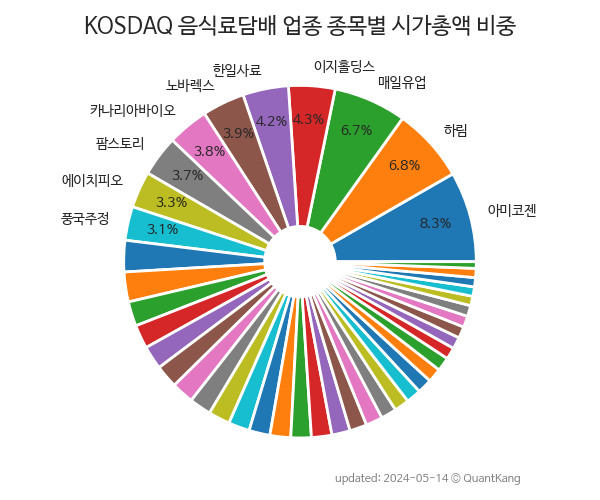 KOSDAQ 음식료담배 업종 종목별 시가총액 비중
이지홀딩스
한일사료
매일유업
노바렉스
카나리아바이오
하림
팜스토리
에이치피오
아미코젠
풍국주정
4.3%
4.2%
6.7%
3.9%
3.8%
6.8%
3.7%
3.3%
8.3%
3.1%
updated: 2024-05-14 © QuantKang